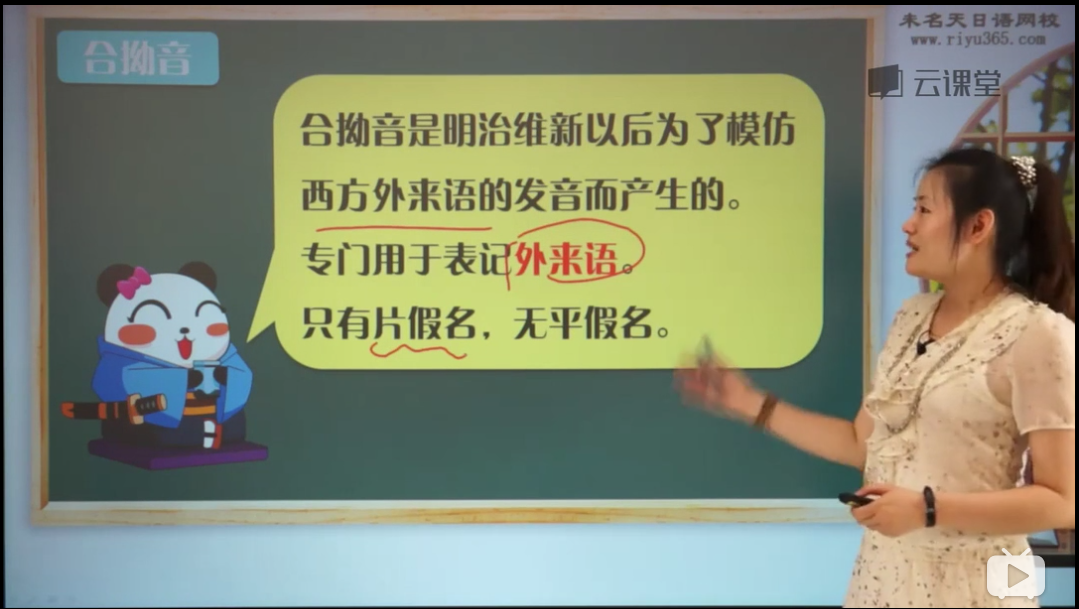 合拗音
未名天日语网校
www.riyu365.com
云课堂
合拗音是明治维新以后为了模仿
西方外来语的发音而产生的。
专门用于表记外来语。
只有片假名，无平假名。